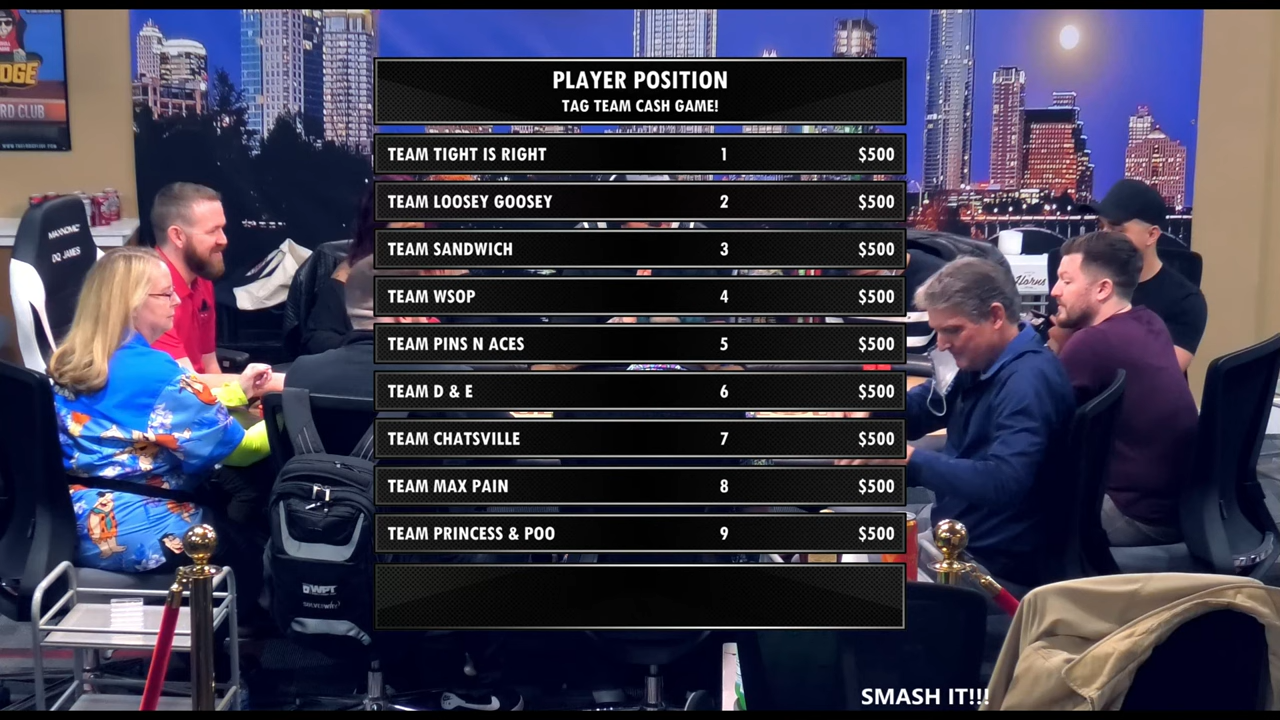 DGE
RD CLUB
PLAYER POSITION
TAG TEAM CASH GAME!
TEAM TIGHT IS RIGHT 1 $500
TEAM LOOSEY GOOSEY 2 $500
TEAM SANDWICH 3 $500
TEAM WSOP 4 $500
TEAM PINS N ACES 5 $500
TEAM D & E 6 $500
TEAM CHATSVILLE 7 $500
TEAM MAX PAIN 8 $500
TEAM PRINCESS & POO 9 $500
MAXNOMIC
DQ JAMES
Horns
WPT
SMASH IT!!!